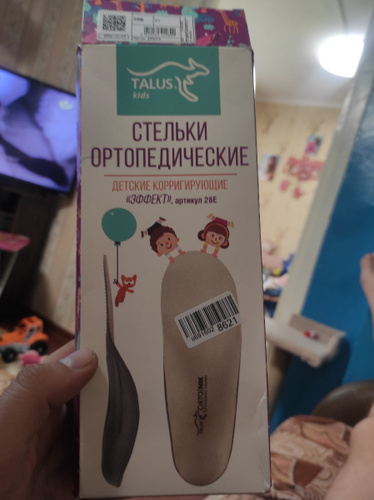 TALUS
kids
СТЕЛЬКИ
ОРТОПЕДИЧЕСКИЕ
ДЕТСКИЕ КОРРИГИРУЮЩИЕ
«ЭФФЕКТ», артикул 26Е
8621